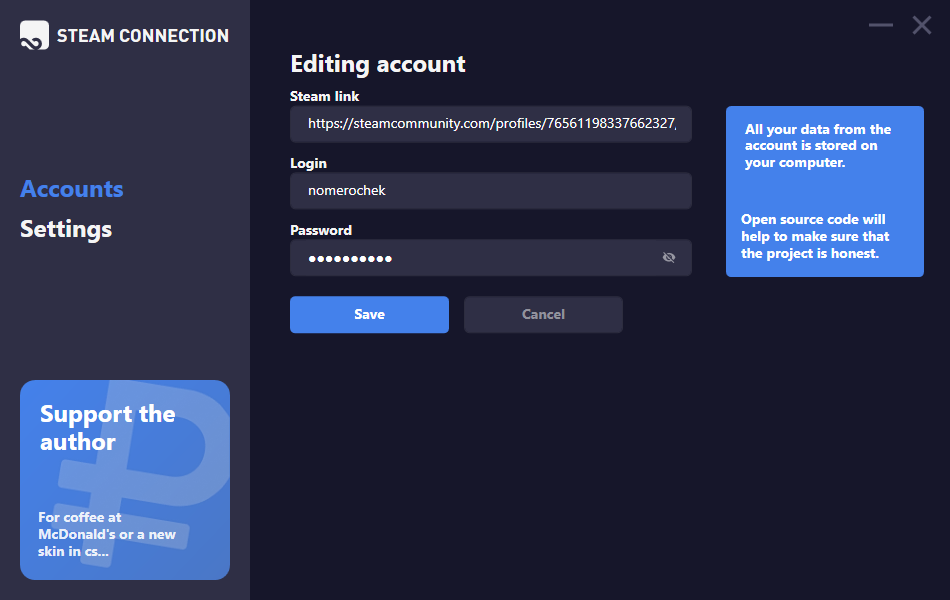 STEAM CONNECTION
Accounts
Settings
Support the
author
For coffee at
McDonald's or a new
skin in cs...
Editing account
Steam link
https://steamcommunity.com/profiles/76561198337662327
Login
nomerochek
Password
●●●●●●●●●●
Save
Cancel
All your data from the
account is stored on
your computer.
Open source code will
help to make sure that
the project is honest.